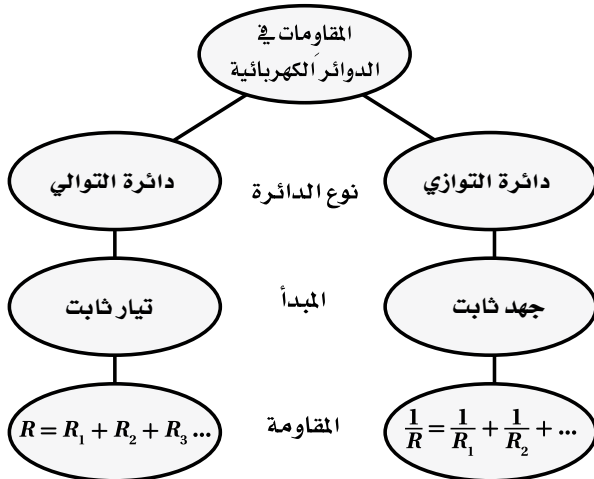 المقاومات في
الدوائر الكهربائية
دائرة التوازي
نوع الدائرة
دائرة التوالي
جهد ثابت
المبدأ
تيار ثابت
1/R = 1/R₁ + 1/R₂ + ...
المقاومة
R = R₁ + R₂ + R₃ ...